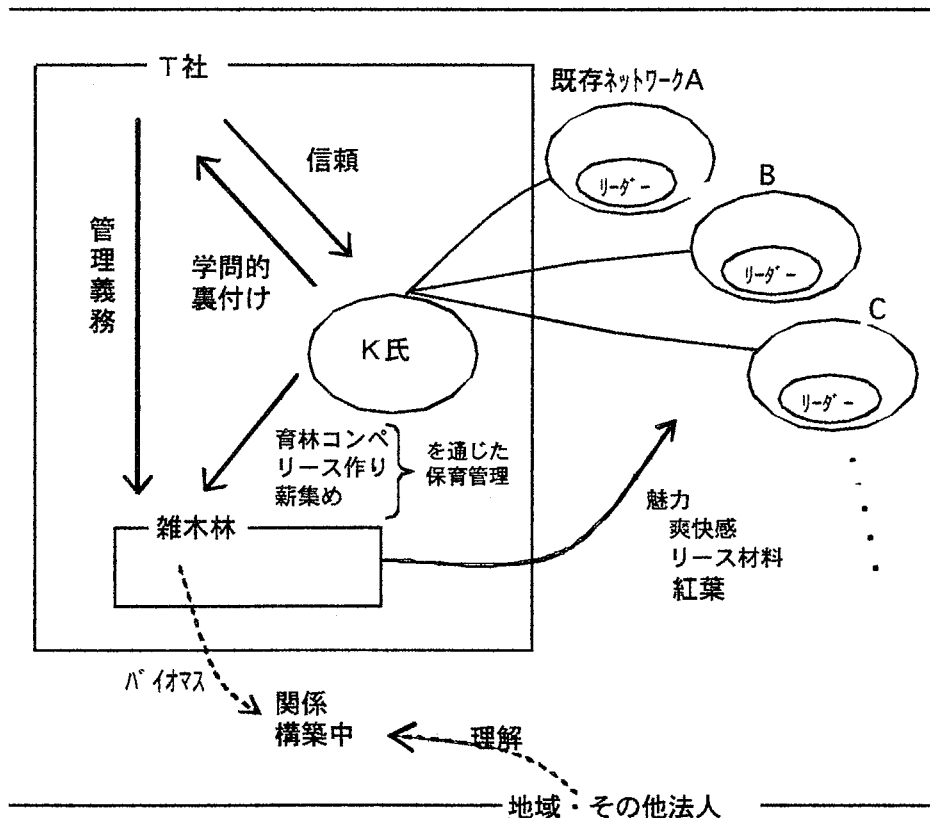 T社
既存ネットワークA
リーダー
B
リーダー
C
リーダー
信頼
管理義務
学問的
裏付け
K氏
育林コンペ
リース作り
薪集め
を通じた
保育管理
雑木林
魅力
爽快感
リース材料
紅葉
バイオマス
関係
構築中
理解
地域・その他法人